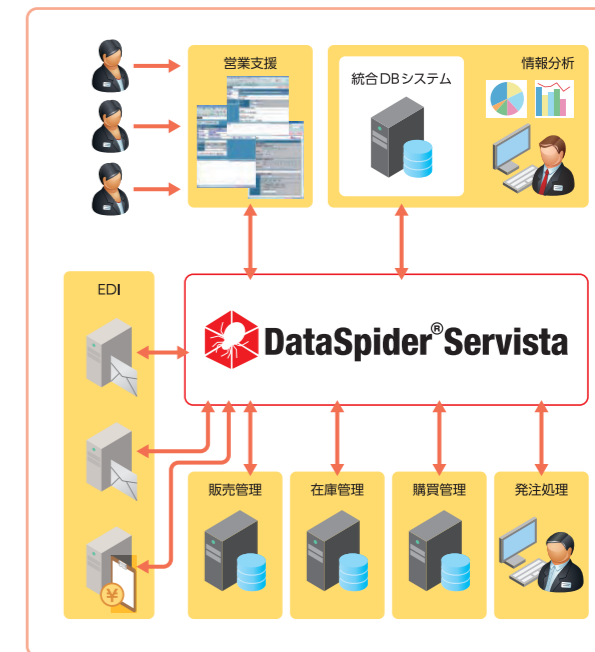 営業支援
情報分析
統合DBシステム
EDI
DataSpider®Servista
販売管理
在庫管理
購買管理
発注処理
¥